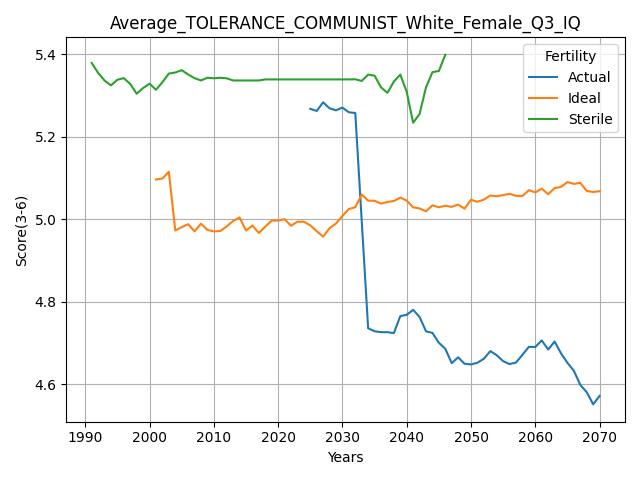 Average_TOLERANCE_COMMUNIST_White_Female_Q3_IQ
Score(3-6)
5.4
5.2
5.0
4.8
4.6
Fertility
Actual
Ideal
Sterile
1990 2000 2010 2020 2030 2040 2050 2060 2070
Years